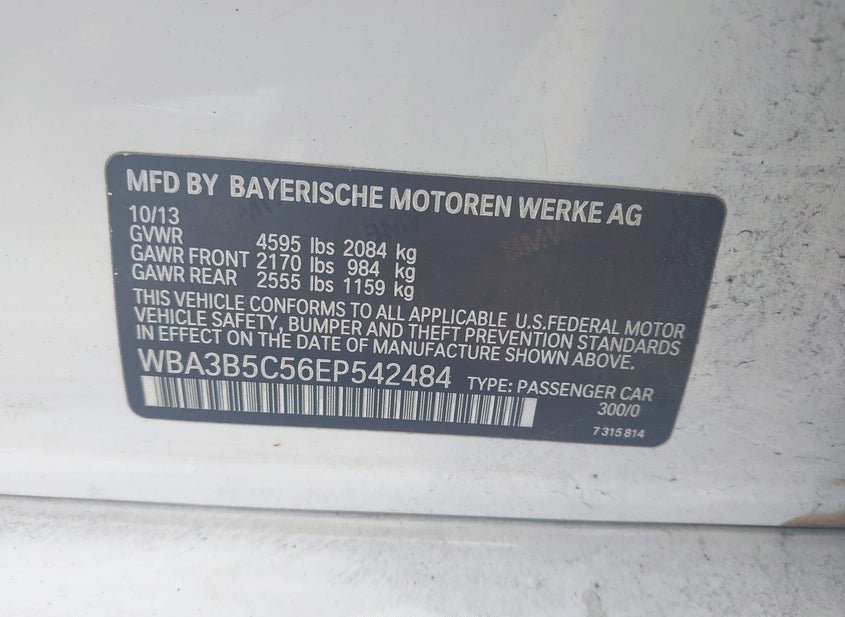 MFD BY BAYERISCHE MOTOREN WERKE AG
10/13
GVWR 4595 lbs 2084 kg
GAWR FRONT 2170 lbs 984 kg
GAWR REAR 2555 lbs 1159 kg
THIS VEHICLE CONFORMS TO ALL APPLICABLE U.S.FEDERAL MOTOR
VEHICLE SAFETY, BUMPER AND THEFT PREVENTION STANDARDS
IN EFFECT ON THE DATE OF MANUFACTURE SHOWN ABOVE.
WBA3B5C56EP542484 TYPE: PASSENGER CAR
300/0
7 315 814